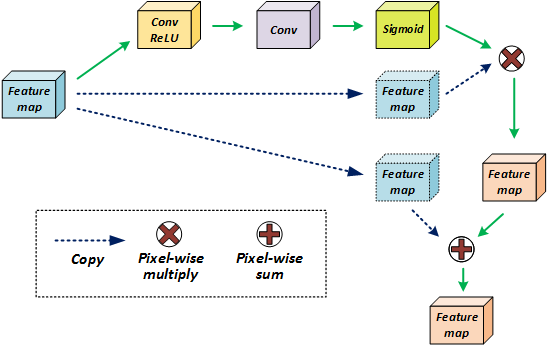 Conv
ReLU
Conv
Sigmoid
Feature
map
Feature
map
Feature
map
Feature
map
Copy
Pixel-wise
multiply
Pixel-wise
sum
Feature
map